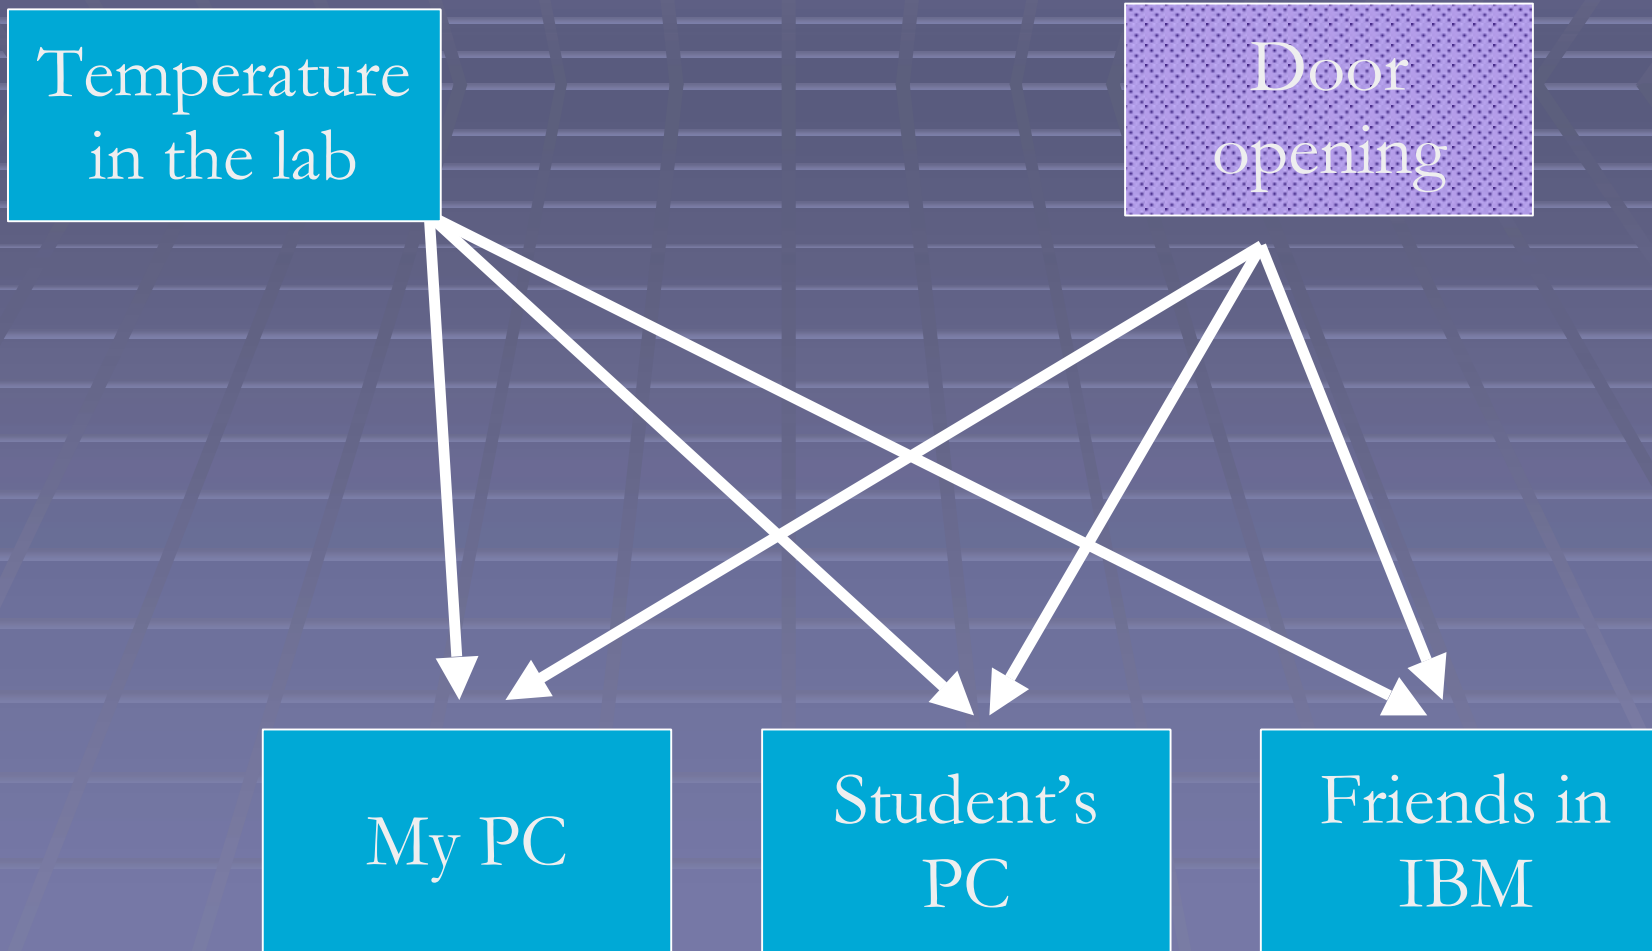 Temperature
in the lab
Door
opening
My PC
Student’s
PC
Friends in
IBM